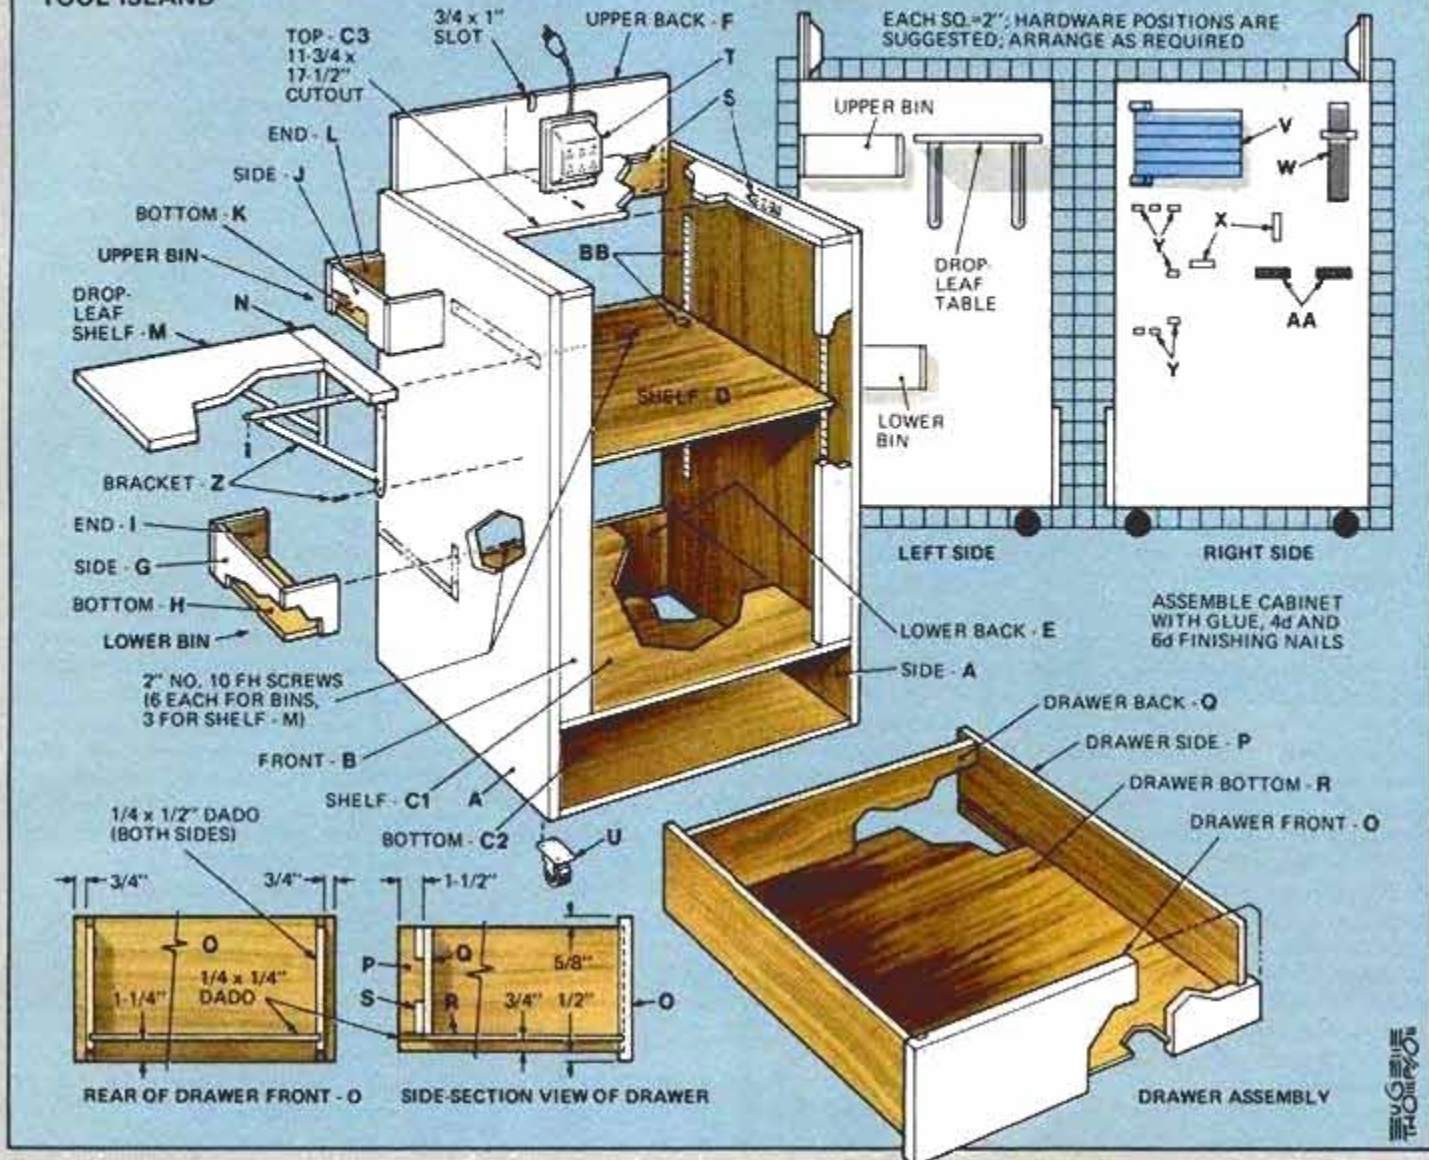 TOOL ISLAND
TOP - C3
11-3/4 x
17-1/2"
CUTOUT
3/4 x 1"
SLOT
UPPER BACK - F
T
S
END - L
SIDE - J
BOTTOM - K
UPPER BIN
DROP-
LEAF
SHELF - M
N
BB
SHELF - D
BRACKET - Z
END - I
SIDE - G
BOTTOM - H
LOWER BIN
2" NO. 10 FH SCREWS
(6 EACH FOR BINS,
3 FOR SHELF - M)
FRONT - B
SHELF - C1
A
BOTTOM - C2
U
LOWER BACK - E
SIDE - A
EACH SQ.=2"; HARDWARE POSITIONS ARE
SUGGESTED; ARRANGE AS REQUIRED
UPPER BIN
DROP-
LEAF
TABLE
LOWER
BIN
LEFT SIDE
V
W
X
Y
Y
AA
RIGHT SIDE
ASSEMBLE CABINET
WITH GLUE, 4d AND
6d FINISHING NAILS
DRAWER BACK - Q
DRAWER SIDE - P
DRAWER BOTTOM - R
DRAWER FRONT - O
DRAWER ASSEMBLY
1/4 x 1/2" DADO
(BOTH SIDES)
3/4"
3/4"
O
1/4 x 1/4"
DADO
1-1/4"
REAR OF DRAWER FRONT - O
1-1/2"
P
Q
S
R
5/8"
3/4"
1/2"
O
SIDE-SECTION VIEW OF DRAWER
EUGENE
THOMPSON